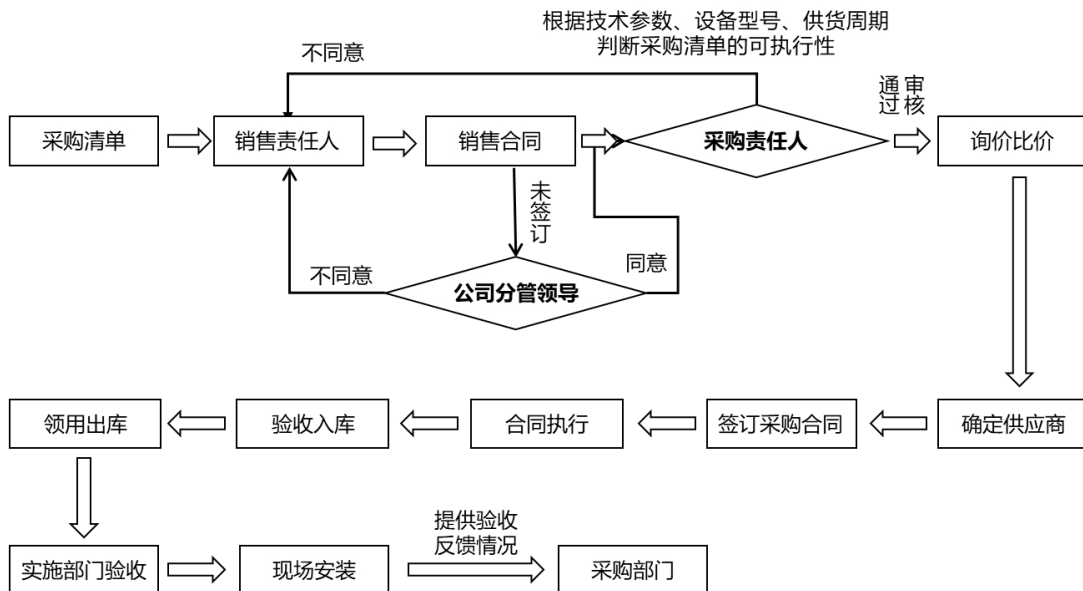 根据技术参数、设备型号、供货周期
判断采购清单的可执行性
不同意
通过
审核
采购清单
销售责任人
销售合同
采购责任人
询价比价
未签订
不同意
同意
公司分管领导
领用出库
验收入库
合同执行
签订采购合同
确定供应商
提供验收
反馈情况
实施部门验收
现场安装
采购部门